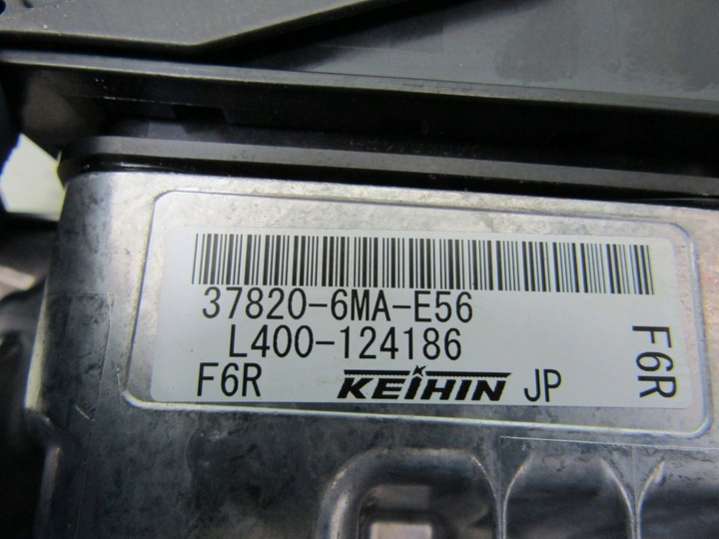 37820-6MA-E56
L400-124186
F6R KEIHIN JP
F6R